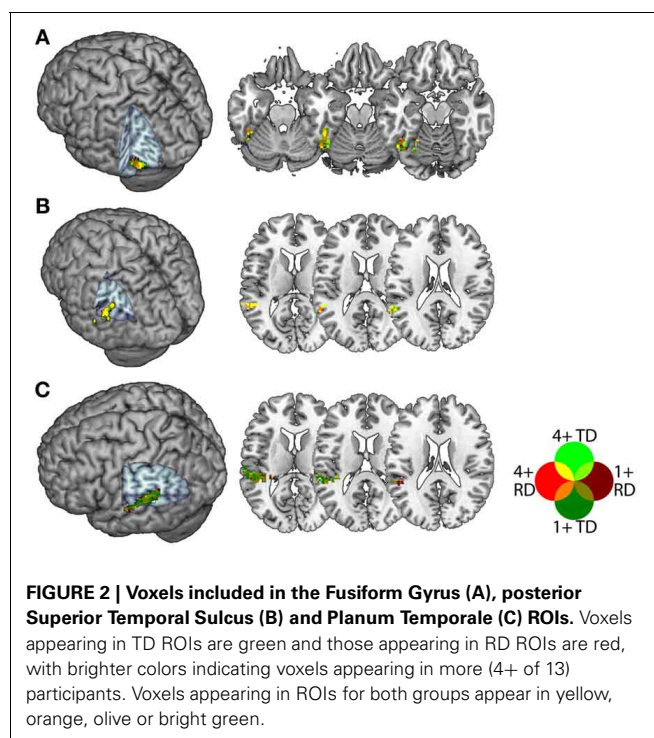 A
B
C
4+ TD
4+ RD
1+ RD
1+ TD
FIGURE 2 | Voxels included in the Fusiform Gyrus (A), posterior
Superior Temporal Sulcus (B) and Planum Temporale (C) ROIs. Voxels
appearing in TD ROIs are green and those appearing in RD ROIs are red,
with brighter colors indicating voxels appearing in more (4+ of 13)
participants. Voxels appearing in ROIs for both groups appear in yellow,
orange, olive or bright green.